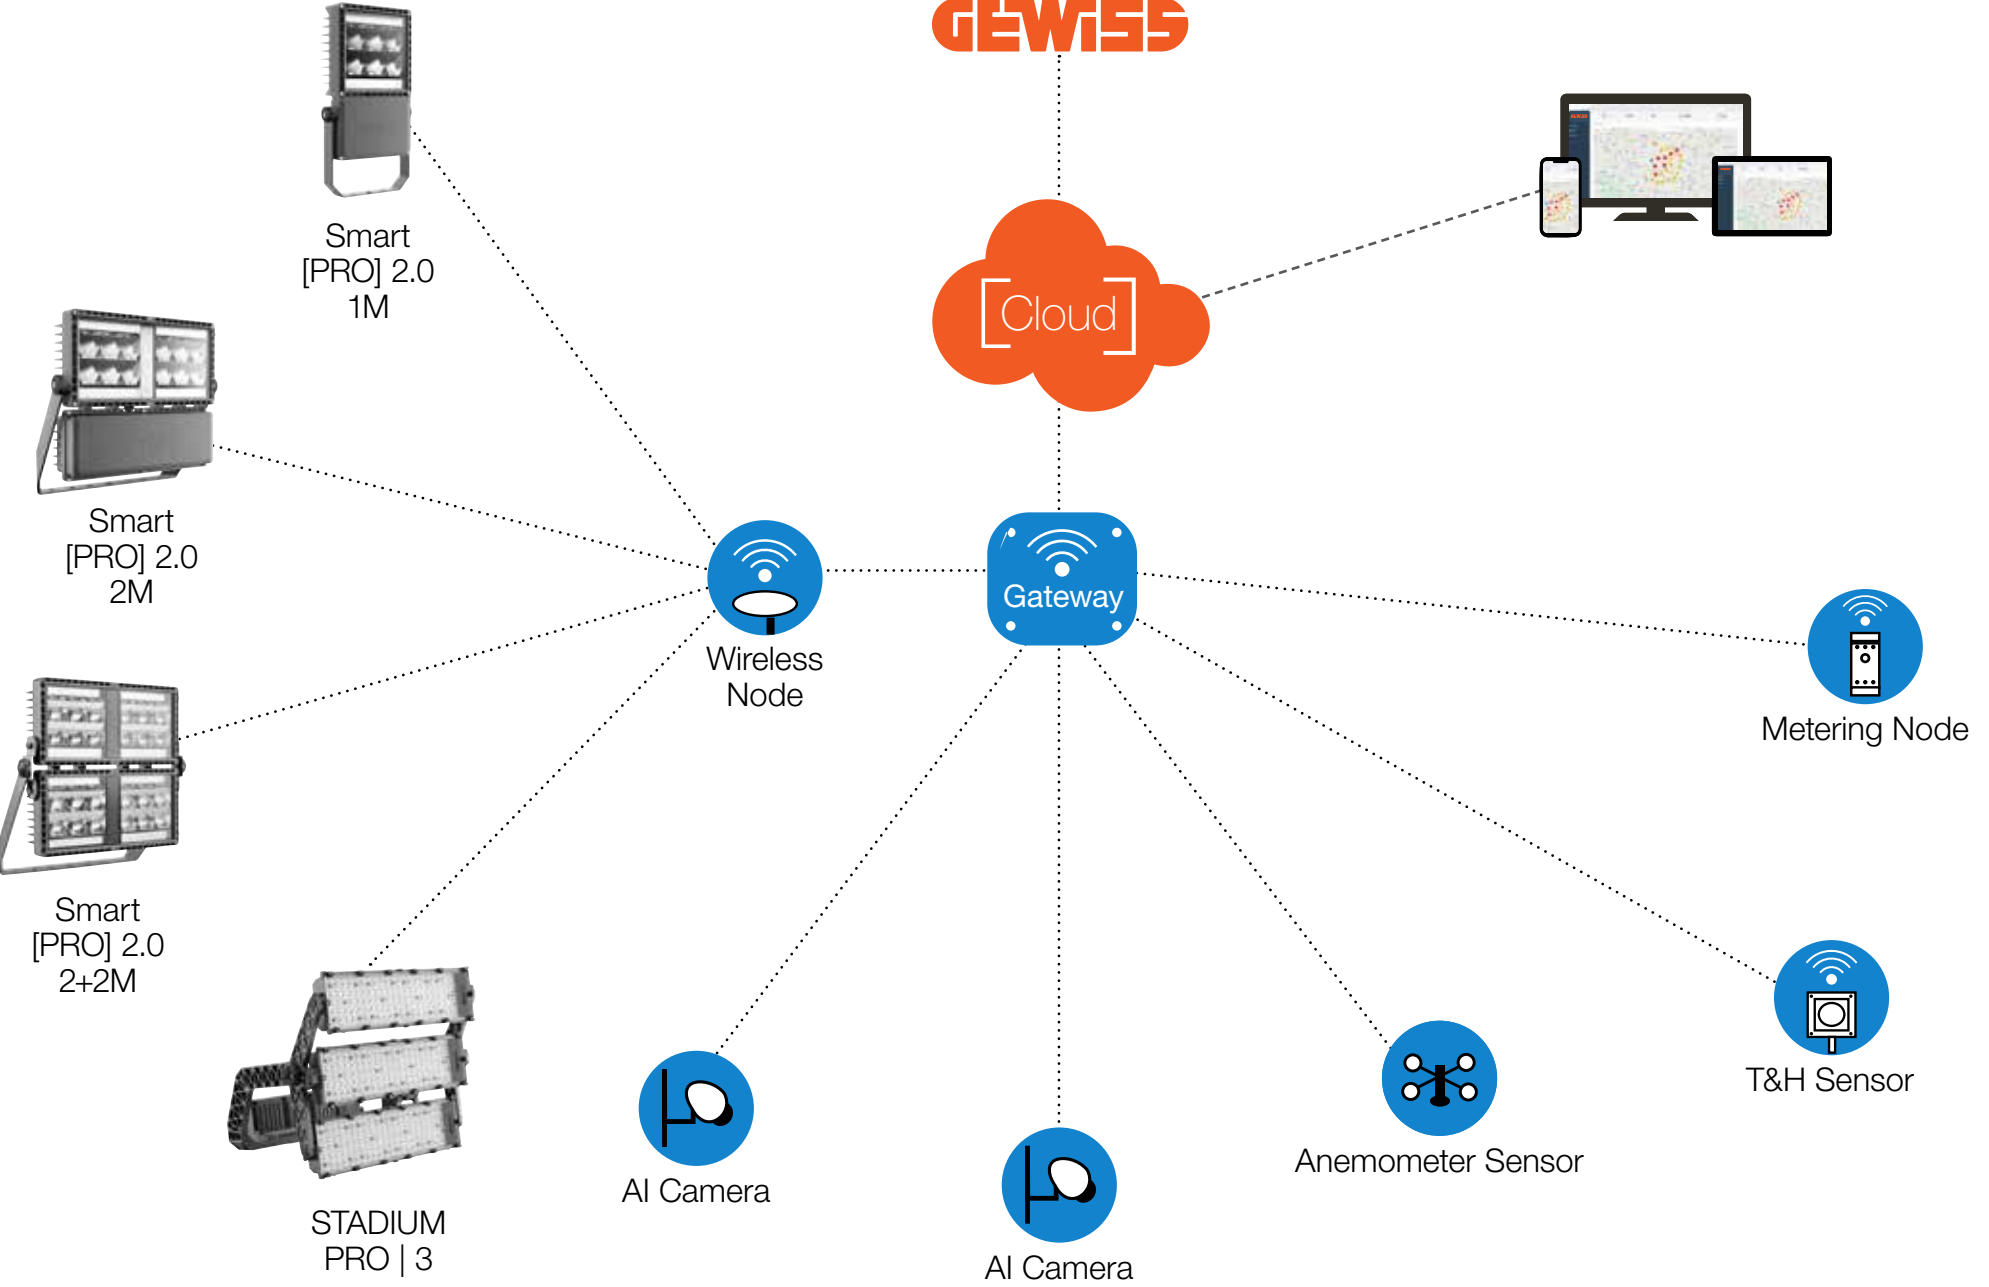 GEWiSS
Smart
[PRO] 2.0
1M
[Cloud]
Smart
[PRO] 2.0
2M
Gateway
Wireless
Node
Metering Node
Smart
[PRO] 2.0
2+2M
T&H Sensor
Anemometer Sensor
AI Camera
STADIUM
PRO | 3
AI Camera